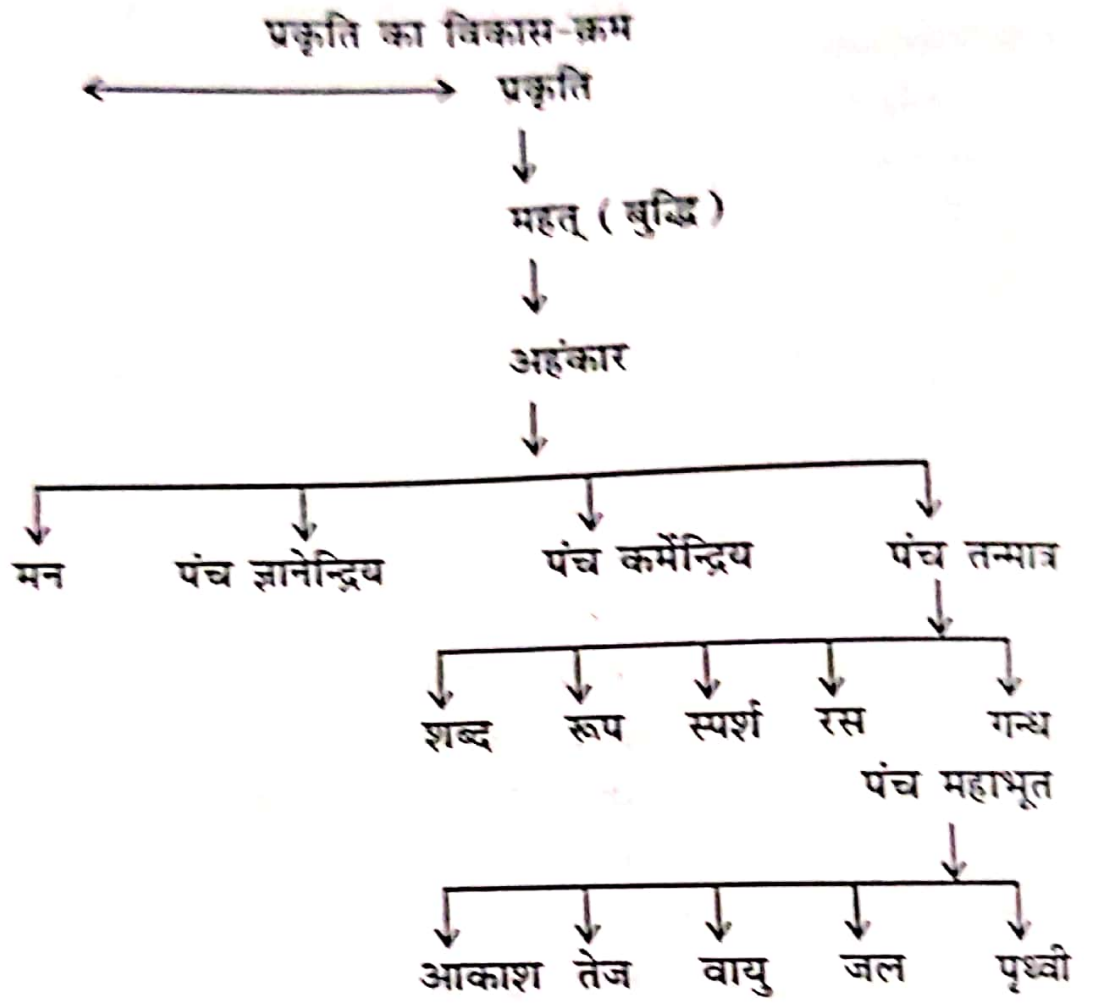 प्रकृति का विकास-क्रम
प्रकृति
महत् ( बुद्धि )
अहंकार
मन पंच ज्ञानेन्द्रिय पंच कर्मेन्द्रिय पंच तन्मात्र
शब्द रूप स्पर्श रस गन्ध
पंच महाभूत
आकाश तेज वायु जल पृथ्वी